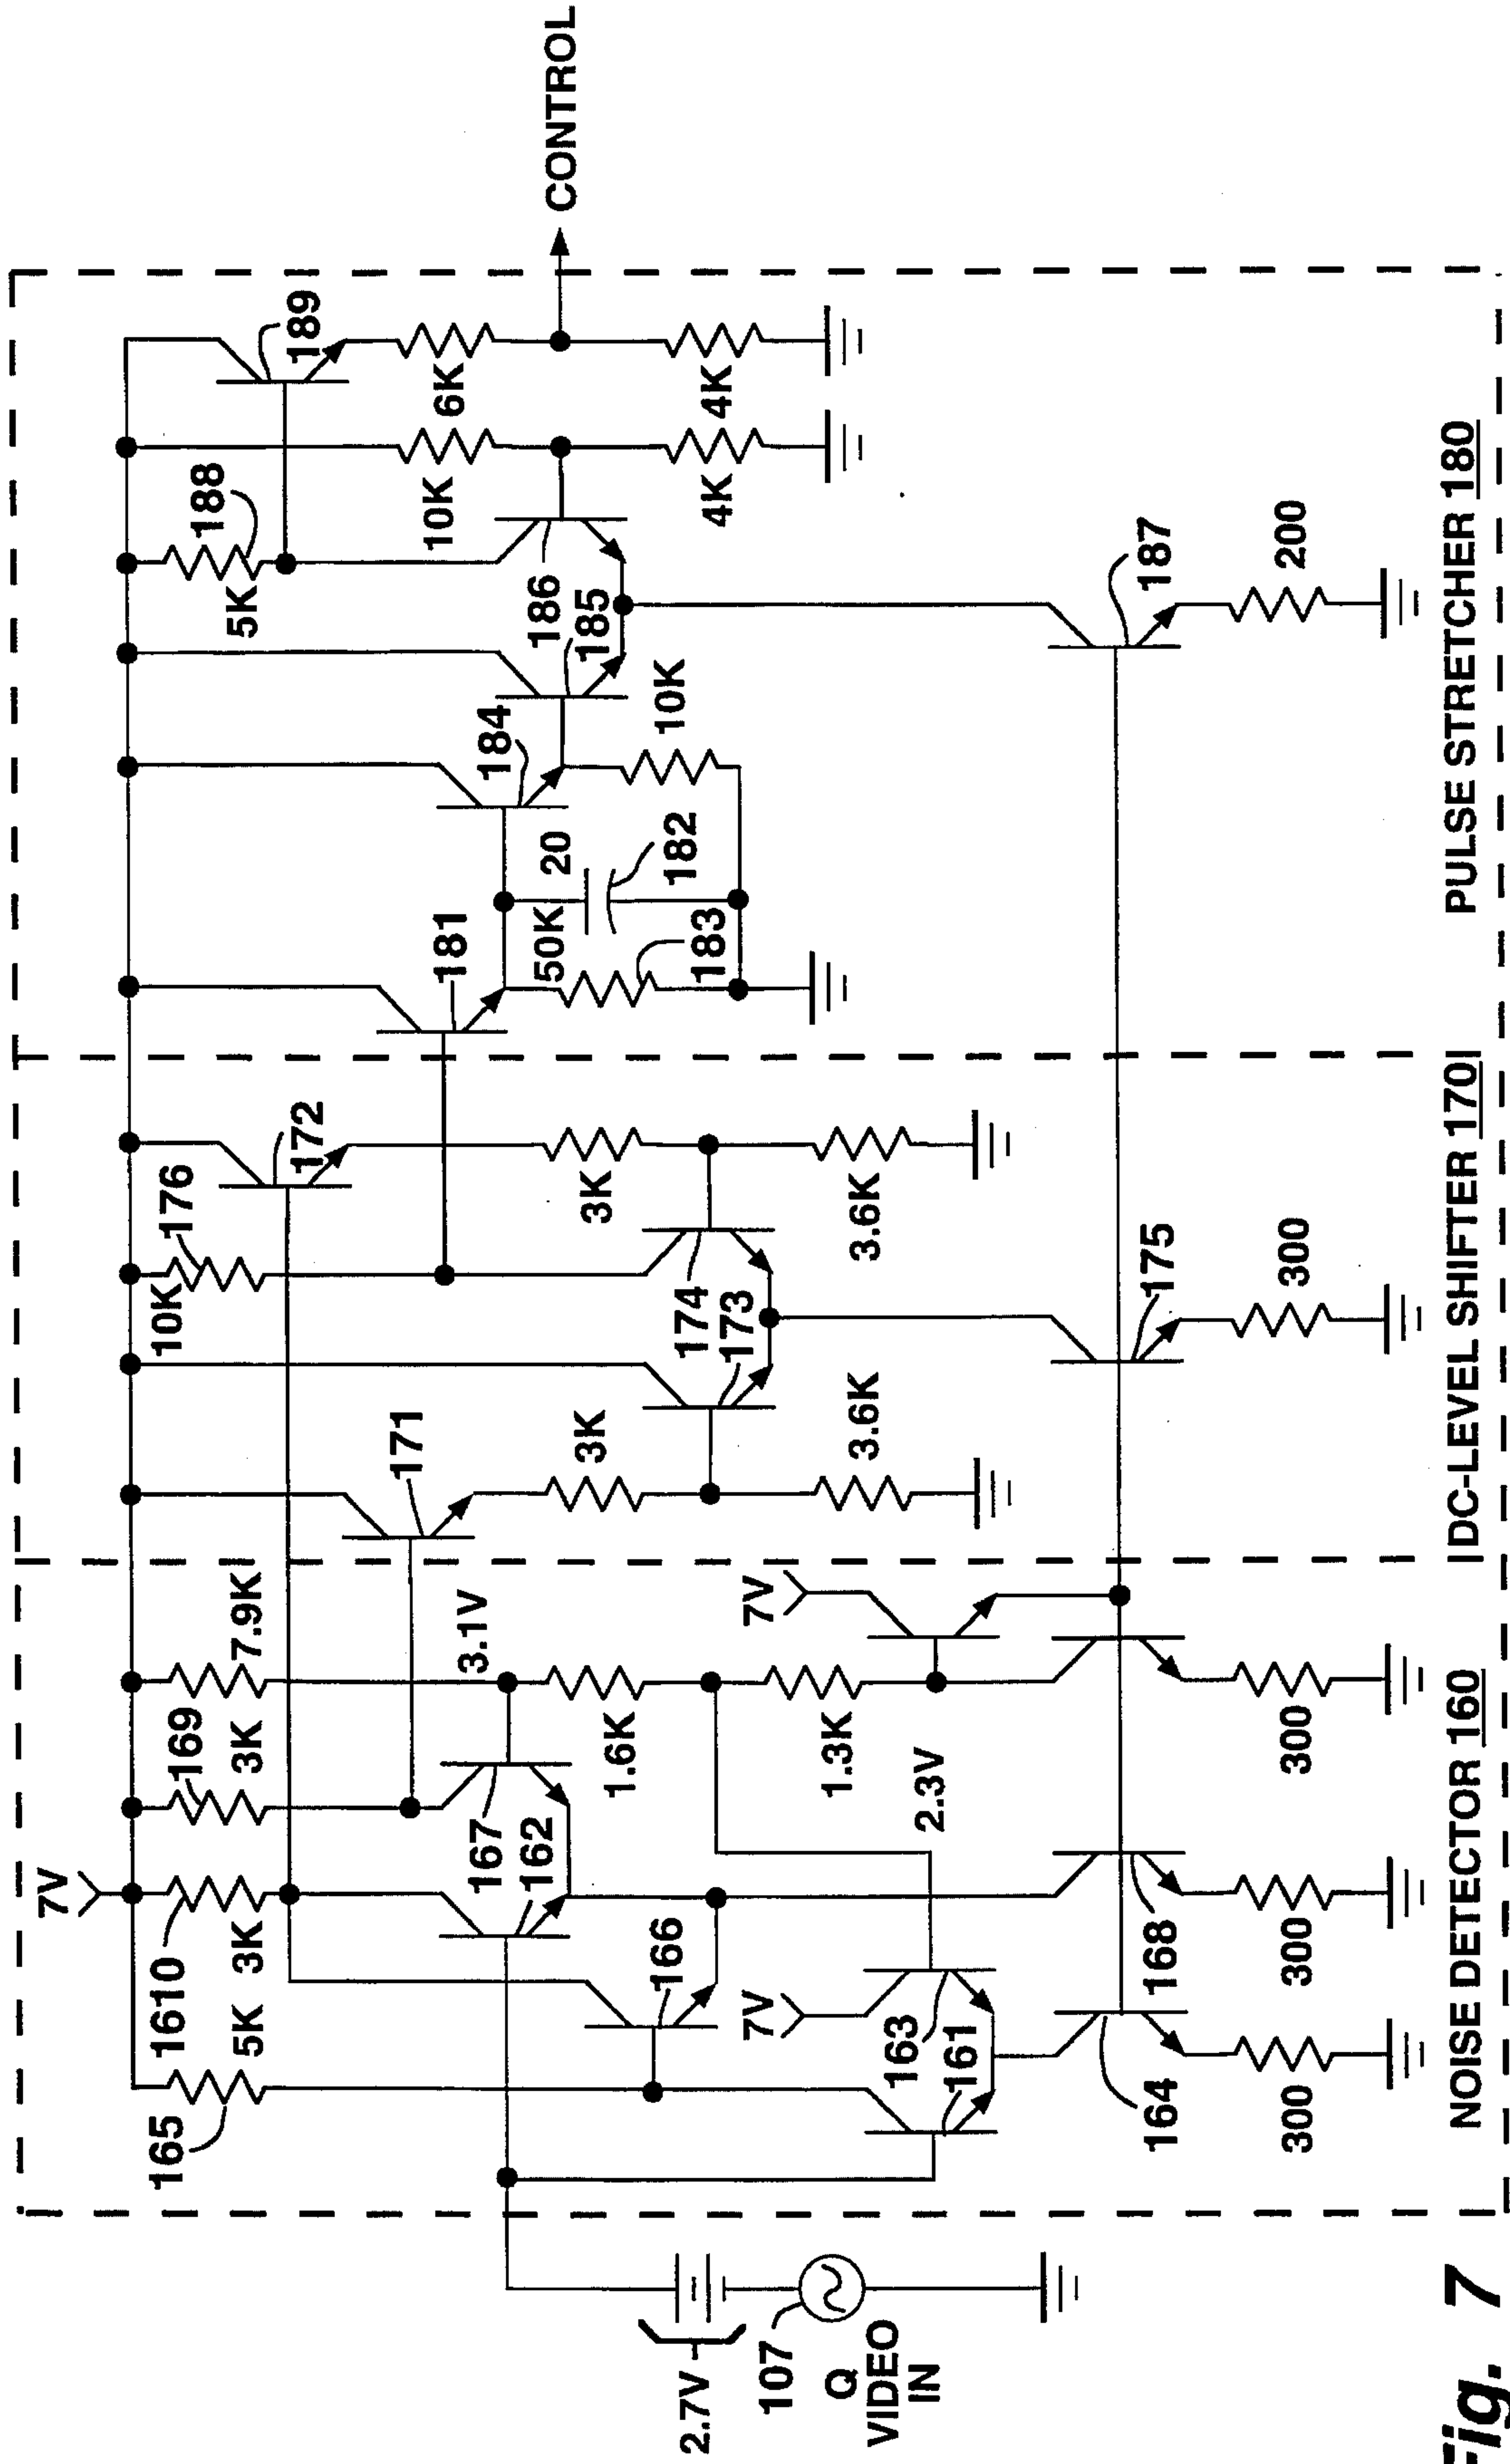 7V
1610
5K
3K
169
3K
7.9K
165
3.1V
171
10K
176
172
181
184
5K
188
189
167
162
166
1.6K
3K
174
173
3K
50K
20
182
183
10K
186
185
10K
6K
CONTROL
2.7V
107
Q
VIDEO
IN
7V
163
161
2.3V
1.3K
7V
3.6K
3.6K
4K
4K
164
168
175
187
300
300
300
300
200
NOISE DETECTOR 160
DC-LEVEL SHIFTER 170
PULSE STRETCHER 180
Fig. 7